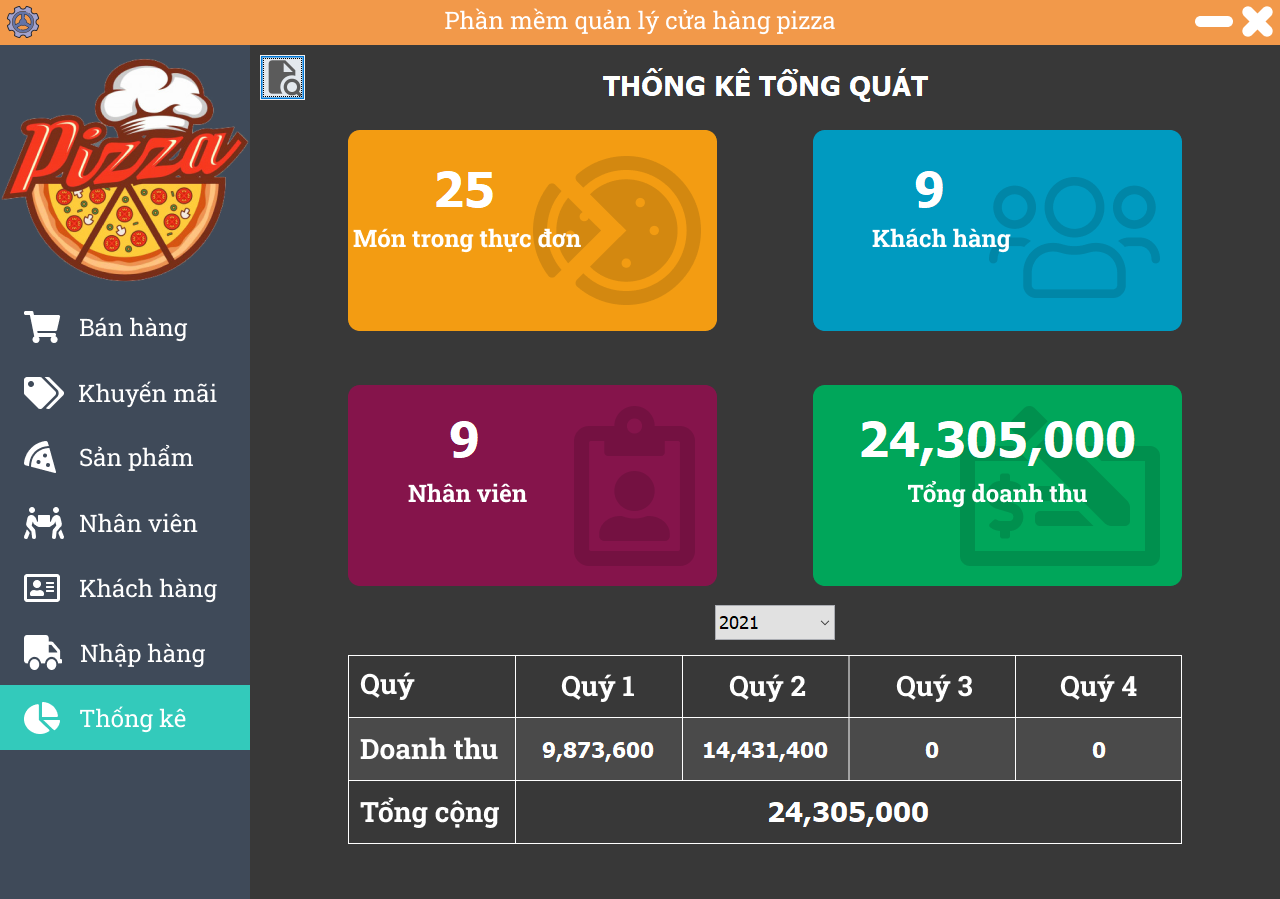 Phần mềm quản lý cửa hàng pizza
Pizza
Bán hàng
Khuyến mãi
Sản phẩm
Nhân viên
Khách hàng
Nhập hàng
Thống kê
THỐNG KÊ TỔNG QUÁT
25
Món trong thực đơn
9
Khách hàng
9
Nhân viên
24,305,000
Tổng doanh thu
$
2021
Quý Quý 1 Quý 2 Quý 3 Quý 4
Doanh thu 9,873,600 14,431,400 0 0
Tổng cộng 24,305,000